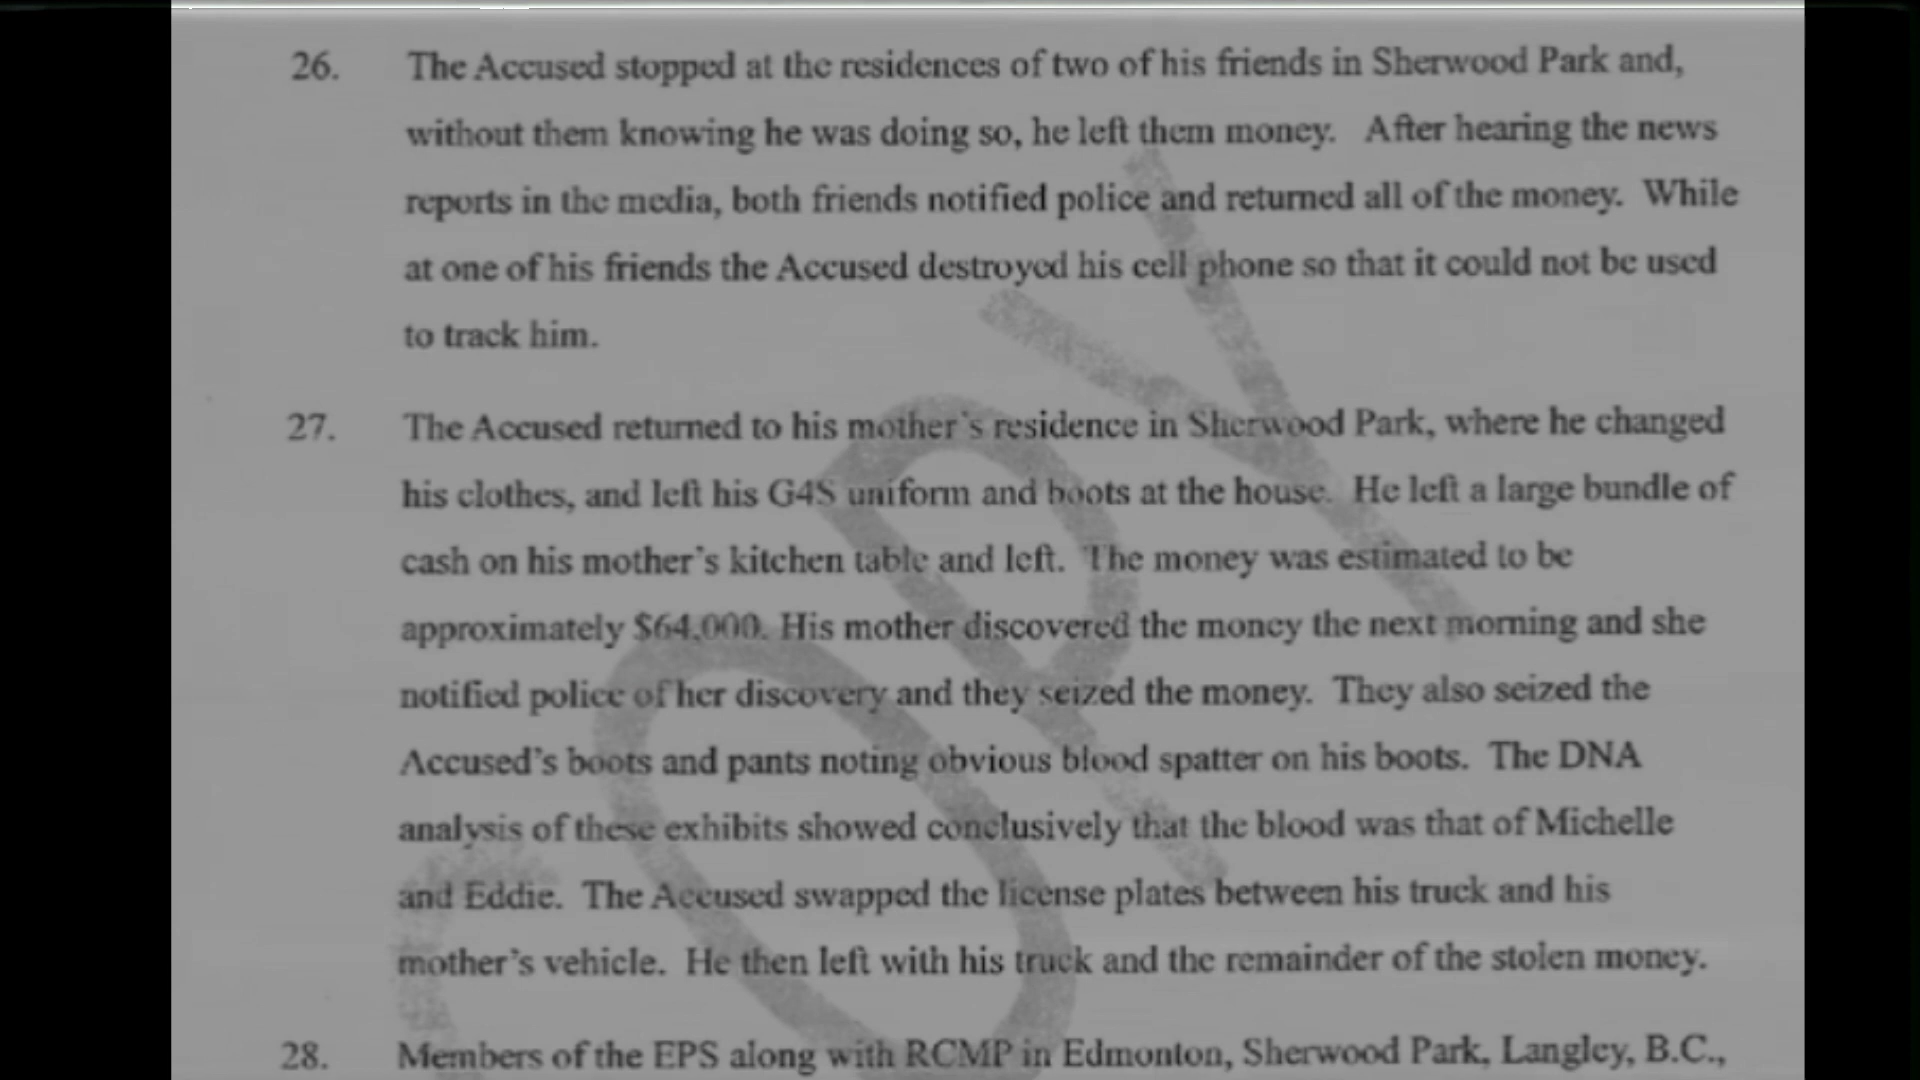 26. The Accused stopped at the residences of two of his friends in Sherwood Park and,
without them knowing he was doing so, he left them money. After hearing the news
reports in the media, both friends notified police and returned all of the money. While
at one of his friends the Accused destroyed his cell phone so that it could not be used
to track him.
27. The Accused returned to his mother's residence in Sherwood Park, where he changed
his clothes, and left his G4S uniform and boots at the house. He left a large bundle of
cash on his mother's kitchen table and left. The money was estimated to be
approximately $64,000. His mother discovered the money the next morning and she
notified police of her discovery and they seized the money. They also seized the
Accused's boots and pants noting obvious blood spatter on his boots. The DNA
analysis of these exhibits showed conclusively that the blood was that of Michelle
and Eddie. The Accused swapped the license plates between his truck and his
mother's vehicle. He then left with his truck and the remainder of the stolen money.
28. Members of the EPS along with RCMP in Edmonton, Sherwood Park, Langley, B.C.,
COPY